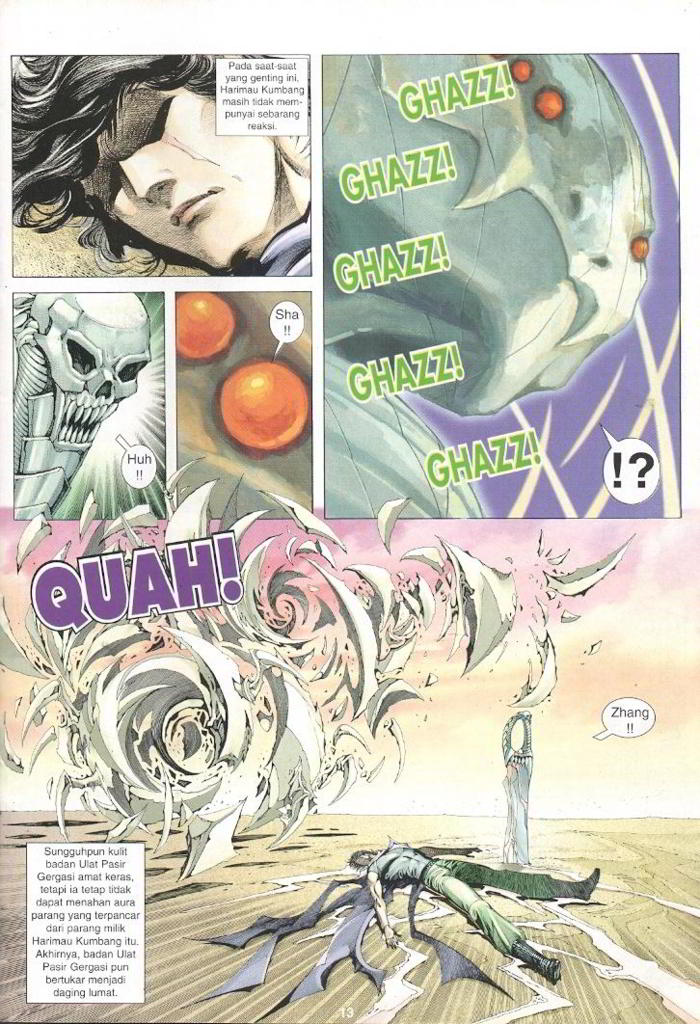 Pada saat-saat
yang genting ini,
Harimau Kumbang
masih tidak mem-
punyai sebarang
reaksi.
GHAZZ!
GHAZZ!
GHAZZ!
GHAZZ!
GHAZZ!
!?
Huh
!!
Sha
!!
QUAH!
Zhang
!!
Sungguhpun kulit
badan Ulat Pasir
Gergasi amat keras,
tetapi ia tetap tidak
dapat menahan aura
parang yang terpancar
dari parang milik
Harimau Kumbang itu.
Akhirnya, badan Ulat
Pasir Gergasi pun
bertukar menjadi
daging lumat.
13